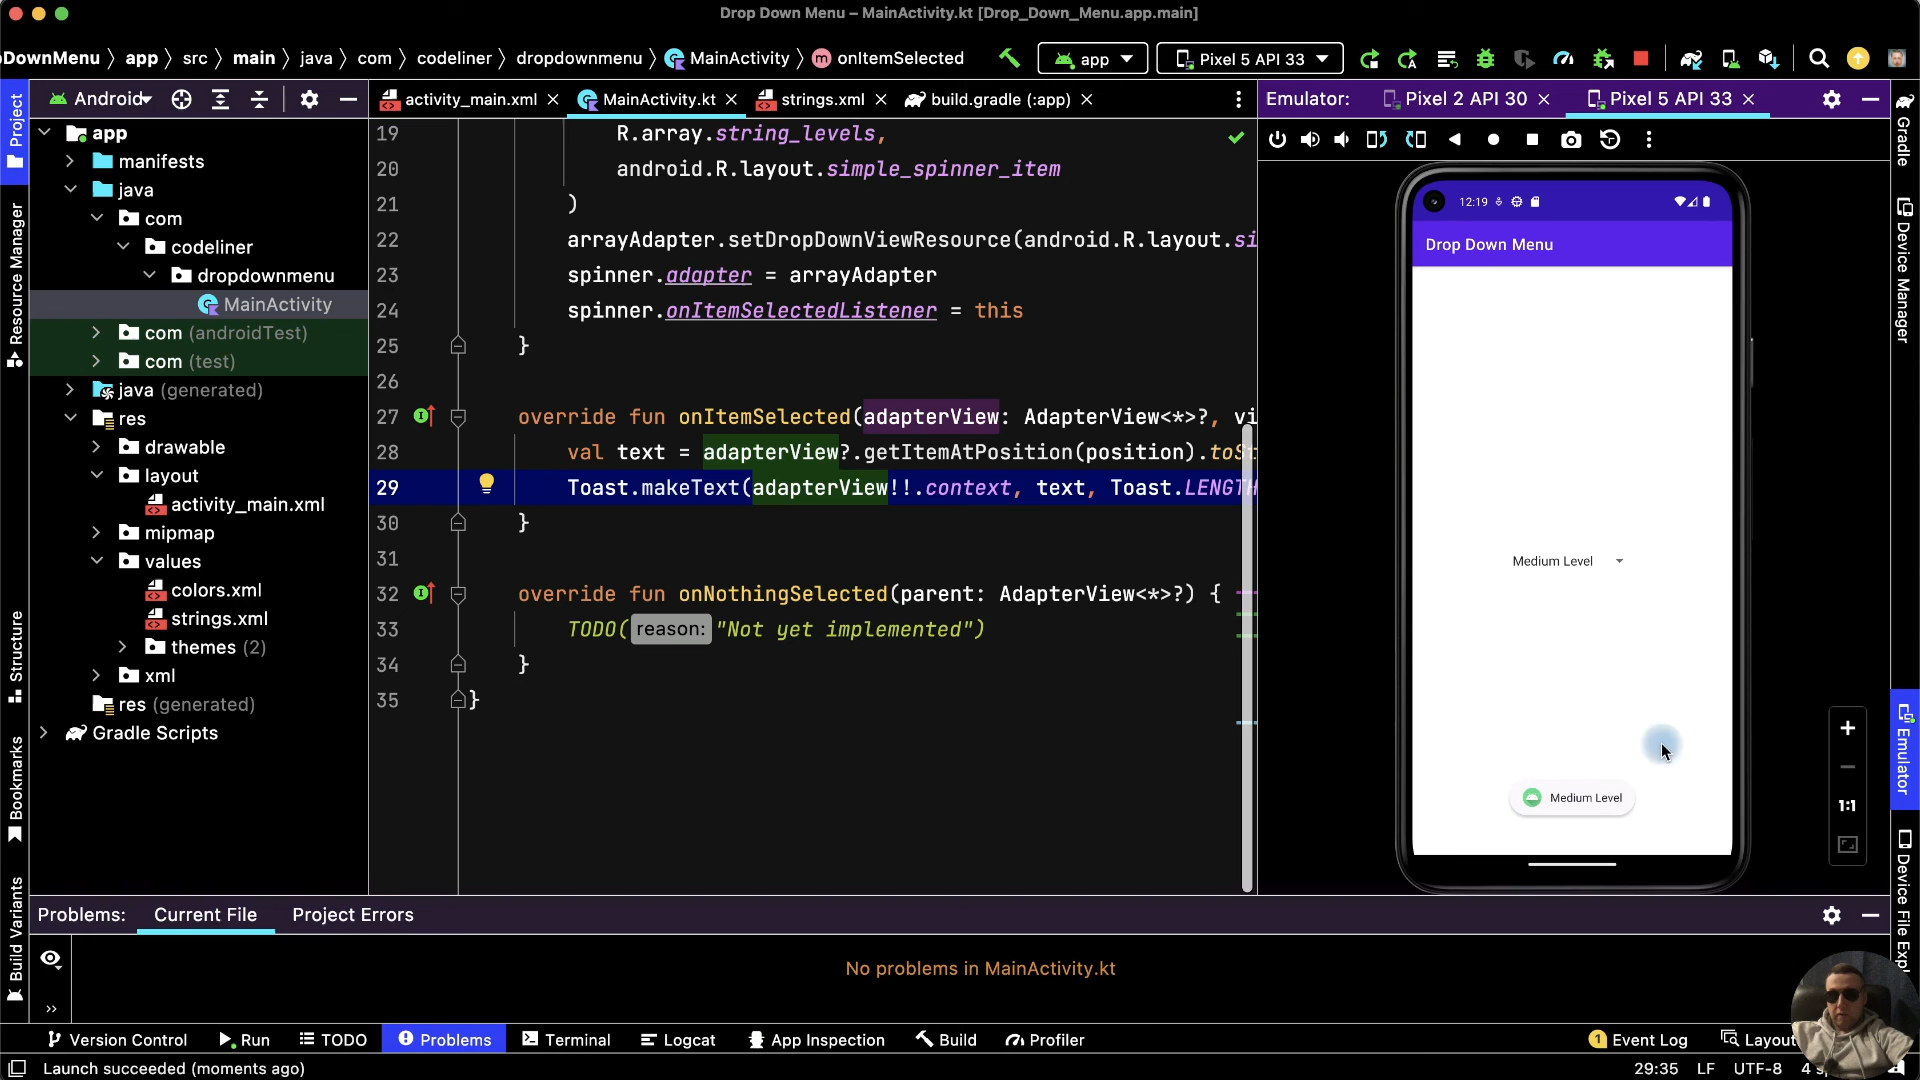 Drop Down Menu – MainActivity.kt [Drop_Down_Menu.app.main]
DownMenu 〉 app 〉 src 〉 main 〉 java 〉 com 〉 codeliner 〉 dropdownmenu 〉 MainActivity 〉 onItemSelected
app
Pixel 5 API 33
Project
Resource Manager
Structure
Bookmarks
Build Variants
Android
app
manifests
java
com
codeliner
dropdownmenu
MainActivity
com (androidTest)
com (test)
java (generated)
res
drawable
layout
activity_main.xml
mipmap
values
colors.xml
strings.xml
themes (2)
xml
res (generated)
Gradle Scripts
activity_main.xml
MainActivity.kt
strings.xml
build.gradle (:app)
19 R.array.string_levels,
20 android.R.layout.simple_spinner_item
21 )
22 arrayAdapter.setDropDownViewResource(android.R.layout.si
23 spinner.adapter = arrayAdapter
24 spinner.onItemSelectedListener = this
25 }
26
27 override fun onItemSelected(adapterView: AdapterView<*>?, vi
28 val text = adapterView?.getItemAtPosition(position).toSt
29 Toast.makeText(adapterView!!.context, text, Toast.LENGTH
30 }
31
32 override fun onNothingSelected(parent: AdapterView<*>?) {
33 TODO( reason: "Not yet implemented")
34 }
35 }
Emulator:
Pixel 2 API 30
Pixel 5 API 33
12:19
Drop Down Menu
Medium Level
Medium Level
1:1
Gradle
Device Manager
Emulator
Device File Expl
Problems:
Current File
Project Errors
No problems in MainActivity.kt
Version Control
Run
TODO
Problems
Terminal
Logcat
App Inspection
Build
Profiler
1 Event Log
Layout
Launch succeeded (moments ago)
29:35
LF
UTF-8